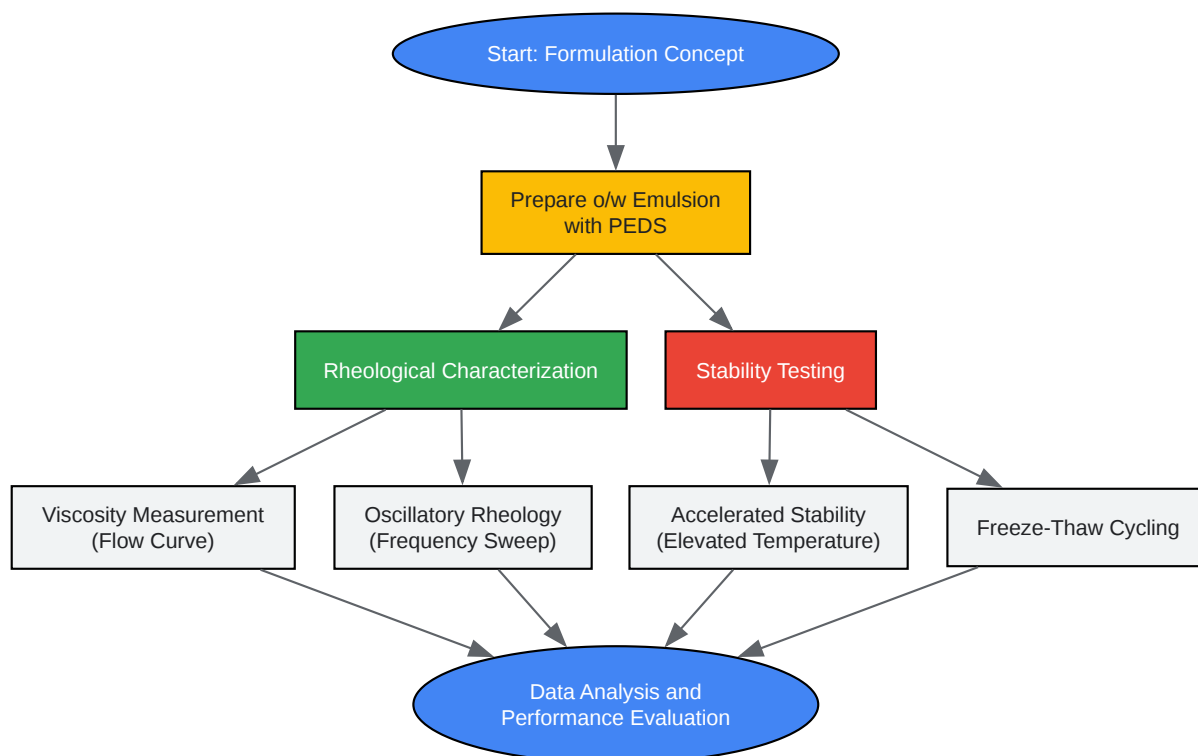 Start: Formulation Concept
Prepare o/w Emulsion
with PEDS
Rheological Characterization
Stability Testing
Viscosity Measurement
(Flow Curve)
Oscillatory Rheology
(Frequency Sweep)
Accelerated Stability
(Elevated Temperature)
Freeze-Thaw Cycling
Data Analysis and
Performance Evaluation